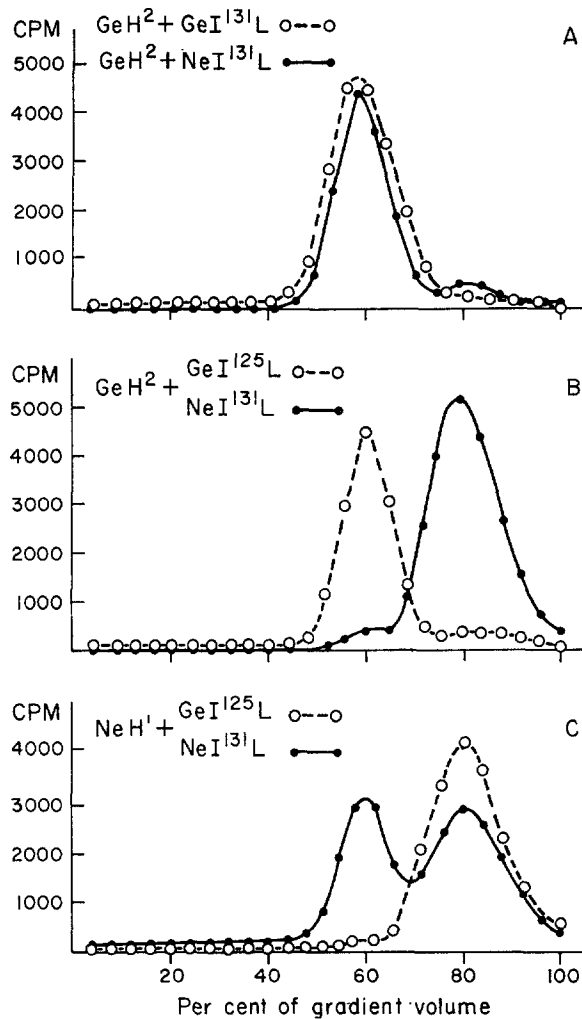 CPM
GeH²+GeI¹³¹L
GeH²+NeI¹³¹L
A
5000
4000
3000
2000
1000
CPM
GeH²+
GeI¹²⁵L
NeI¹³¹L
B
5000
4000
3000
2000
1000
CPM
NeH¹+
GeI¹²⁵L
NeI¹³¹L
C
4000
3000
2000
1000
20 40 60 80 100
Per cent of gradient volume